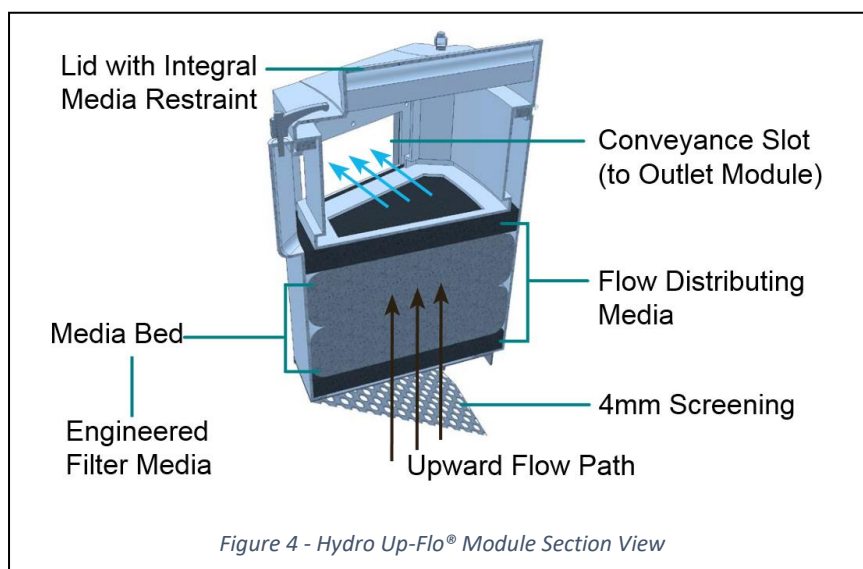 Lid with Integral
Media Restraint
Conveyance Slot
(to Outlet Module)
Flow Distributing
Media
Media Bed
4mm Screening
Engineered
Filter Media
Upward Flow Path
Figure 4 - Hydro Up-Flo® Module Section View